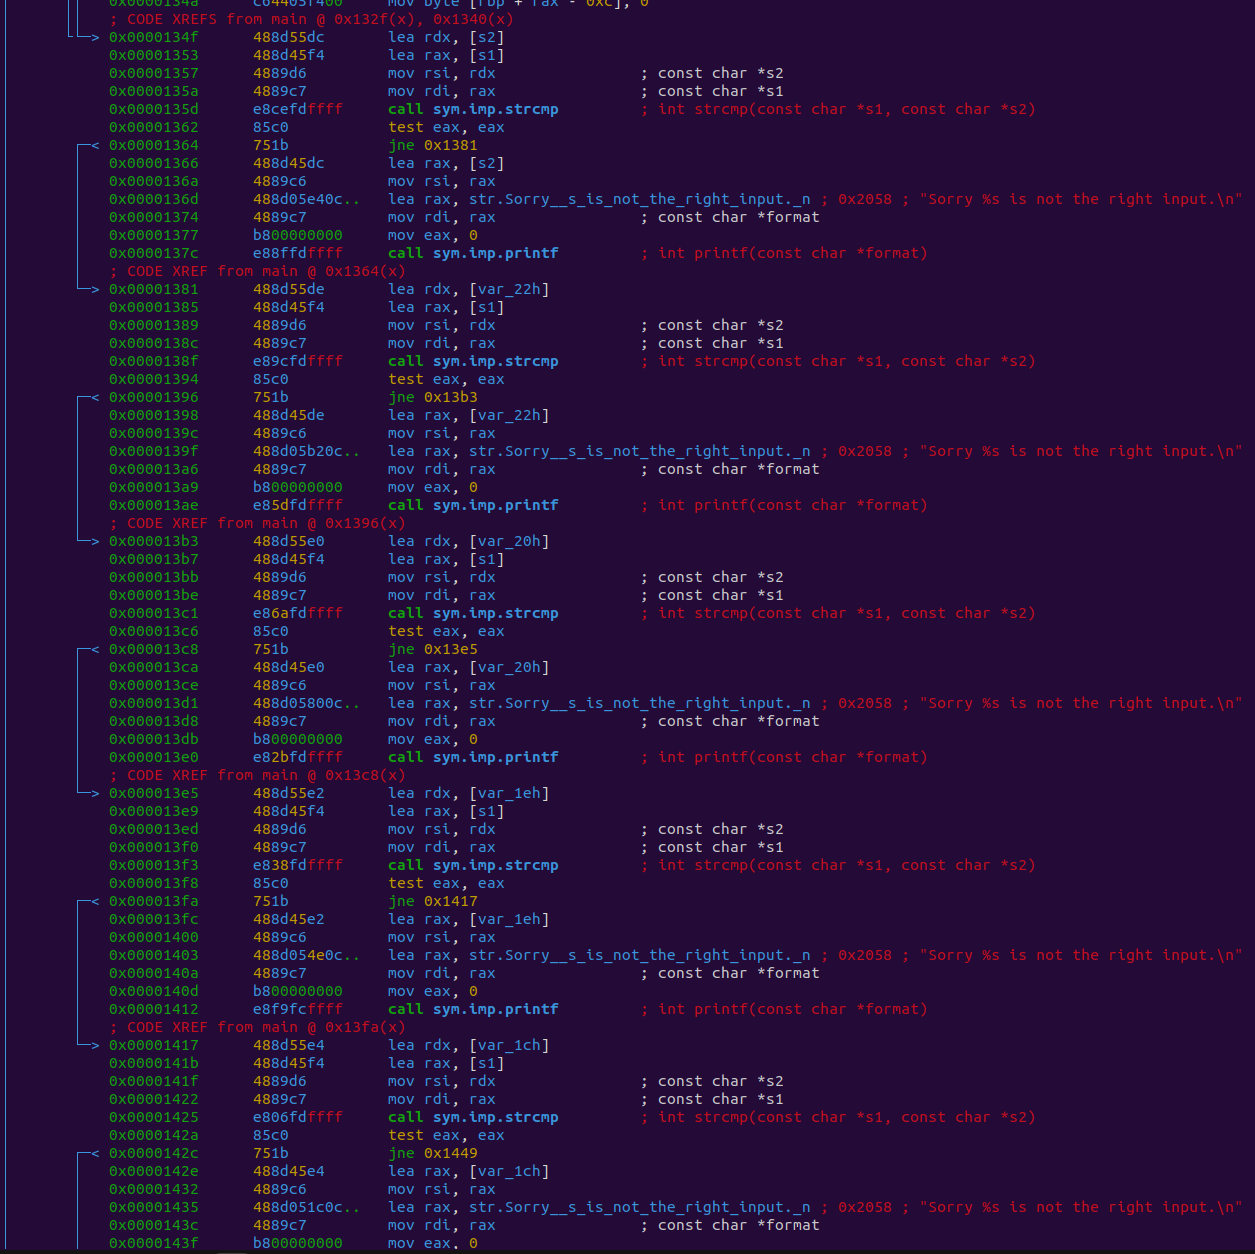 0x0000134a c64405f400 mov byte [rbp + rax - 0xc], 0
; CODE XREFS from main @ 0x132f(x), 0x1340(x)
0x0000134f 488d55dc lea rdx, [s2]
0x00001353 488d45f4 lea rax, [s1]
0x00001357 4889d6 mov rsi, rdx ; const char *s2
0x0000135a 4889c7 mov rdi, rax ; const char *s1
0x0000135d e8cefdffff call sym.imp.strcmp ; int strcmp(const char *s1, const char *s2)
0x00001362 85c0 test eax, eax
0x00001364 751b jne 0x1381
0x00001366 488d45dc lea rax, [s2]
0x0000136a 4889c6 mov rsi, rax
0x0000136d 488d05e40c.. lea rax, str.Sorry__s_is_not_the_right_input._n ; 0x2058 ; "Sorry %s is not the right input.\n"
0x00001374 4889c7 mov rdi, rax ; const char *format
0x00001377 b800000000 mov eax, 0
0x0000137c e88ffdffff call sym.imp.printf ; int printf(const char *format)
; CODE XREF from main @ 0x1364(x)
0x00001381 488d55de lea rdx, [var_22h]
0x00001385 488d45f4 lea rax, [s1]
0x00001389 4889d6 mov rsi, rdx ; const char *s2
0x0000138c 4889c7 mov rdi, rax ; const char *s1
0x0000138f e89cfdffff call sym.imp.strcmp ; int strcmp(const char *s1, const char *s2)
0x00001394 85c0 test eax, eax
0x00001396 751b jne 0x13b3
0x00001398 488d45de lea rax, [var_22h]
0x0000139c 4889c6 mov rsi, rax
0x0000139f 488d05b20c.. lea rax, str.Sorry__s_is_not_the_right_input._n ; 0x2058 ; "Sorry %s is not the right input.\n"
0x000013a6 4889c7 mov rdi, rax ; const char *format
0x000013a9 b800000000 mov eax, 0
0x000013ae e85dfdffff call sym.imp.printf ; int printf(const char *format)
; CODE XREF from main @ 0x1396(x)
0x000013b3 488d55e0 lea rdx, [var_20h]
0x000013b7 488d45f4 lea rax, [s1]
0x000013bb 4889d6 mov rsi, rdx ; const char *s2
0x000013be 4889c7 mov rdi, rax ; const char *s1
0x000013c1 e86afdffff call sym.imp.strcmp ; int strcmp(const char *s1, const char *s2)
0x000013c6 85c0 test eax, eax
0x000013c8 751b jne 0x13e5
0x000013ca 488d45e0 lea rax, [var_20h]
0x000013ce 4889c6 mov rsi, rax
0x000013d1 488d05800c.. lea rax, str.Sorry__s_is_not_the_right_input._n ; 0x2058 ; "Sorry %s is not the right input.\n"
0x000013d8 4889c7 mov rdi, rax ; const char *format
0x000013db b800000000 mov eax, 0
0x000013e0 e82bfdffff call sym.imp.printf ; int printf(const char *format)
; CODE XREF from main @ 0x13c8(x)
0x000013e5 488d55e2 lea rdx, [var_1eh]
0x000013e9 488d45f4 lea rax, [s1]
0x000013ed 4889d6 mov rsi, rdx ; const char *s2
0x000013f0 4889c7 mov rdi, rax ; const char *s1
0x000013f3 e838fdffff call sym.imp.strcmp ; int strcmp(const char *s1, const char *s2)
0x000013f8 85c0 test eax, eax
0x000013fa 751b jne 0x1417
0x000013fc 488d45e2 lea rax, [var_1eh]
0x00001400 4889c6 mov rsi, rax
0x00001403 488d054e0c.. lea rax, str.Sorry__s_is_not_the_right_input._n ; 0x2058 ; "Sorry %s is not the right input.\n"
0x0000140a 4889c7 mov rdi, rax ; const char *format
0x0000140d b800000000 mov eax, 0
0x00001412 e8f9fcffff call sym.imp.printf ; int printf(const char *format)
; CODE XREF from main @ 0x13fa(x)
0x00001417 488d55e4 lea rdx, [var_1ch]
0x0000141b 488d45f4 lea rax, [s1]
0x0000141f 4889d6 mov rsi, rdx ; const char *s2
0x00001422 4889c7 mov rdi, rax ; const char *s1
0x00001425 e806fdffff call sym.imp.strcmp ; int strcmp(const char *s1, const char *s2)
0x0000142a 85c0 test eax, eax
0x0000142c 751b jne 0x1449
0x0000142e 488d45e4 lea rax, [var_1ch]
0x00001432 4889c6 mov rsi, rax
0x00001435 488d051c0c.. lea rax, str.Sorry__s_is_not_the_right_input._n ; 0x2058 ; "Sorry %s is not the right input.\n"
0x0000143c 4889c7 mov rdi, rax ; const char *format
0x0000143f b800000000 mov eax, 0